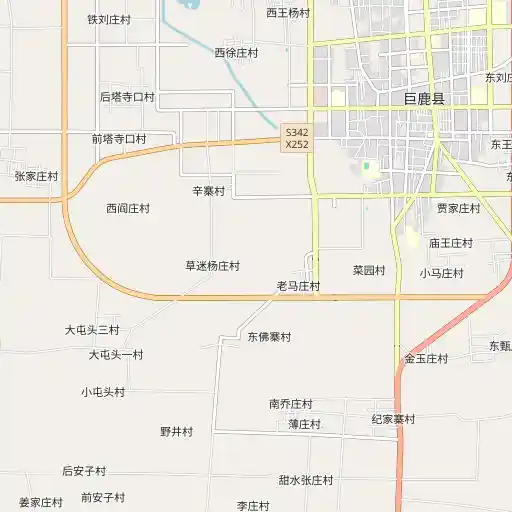 西王杨村
铁刘庄村
西徐庄村
东刘庄
后塔寺口村
巨鹿县
S342
X252
前塔寺口村
东王
张家庄村
辛寨村
西阎庄村
贾家庄村
庙王庄村
草迷杨庄村
菜园村
小马庄村
老马庄村
大屯头三村
东佛寨村
大屯头一村
金玉庄村
东甄
小屯头村
南乔庄村
薄庄村
纪家寨村
野井村
后安子村
甜水张庄村
姜家庄村
前安子村
李庄村